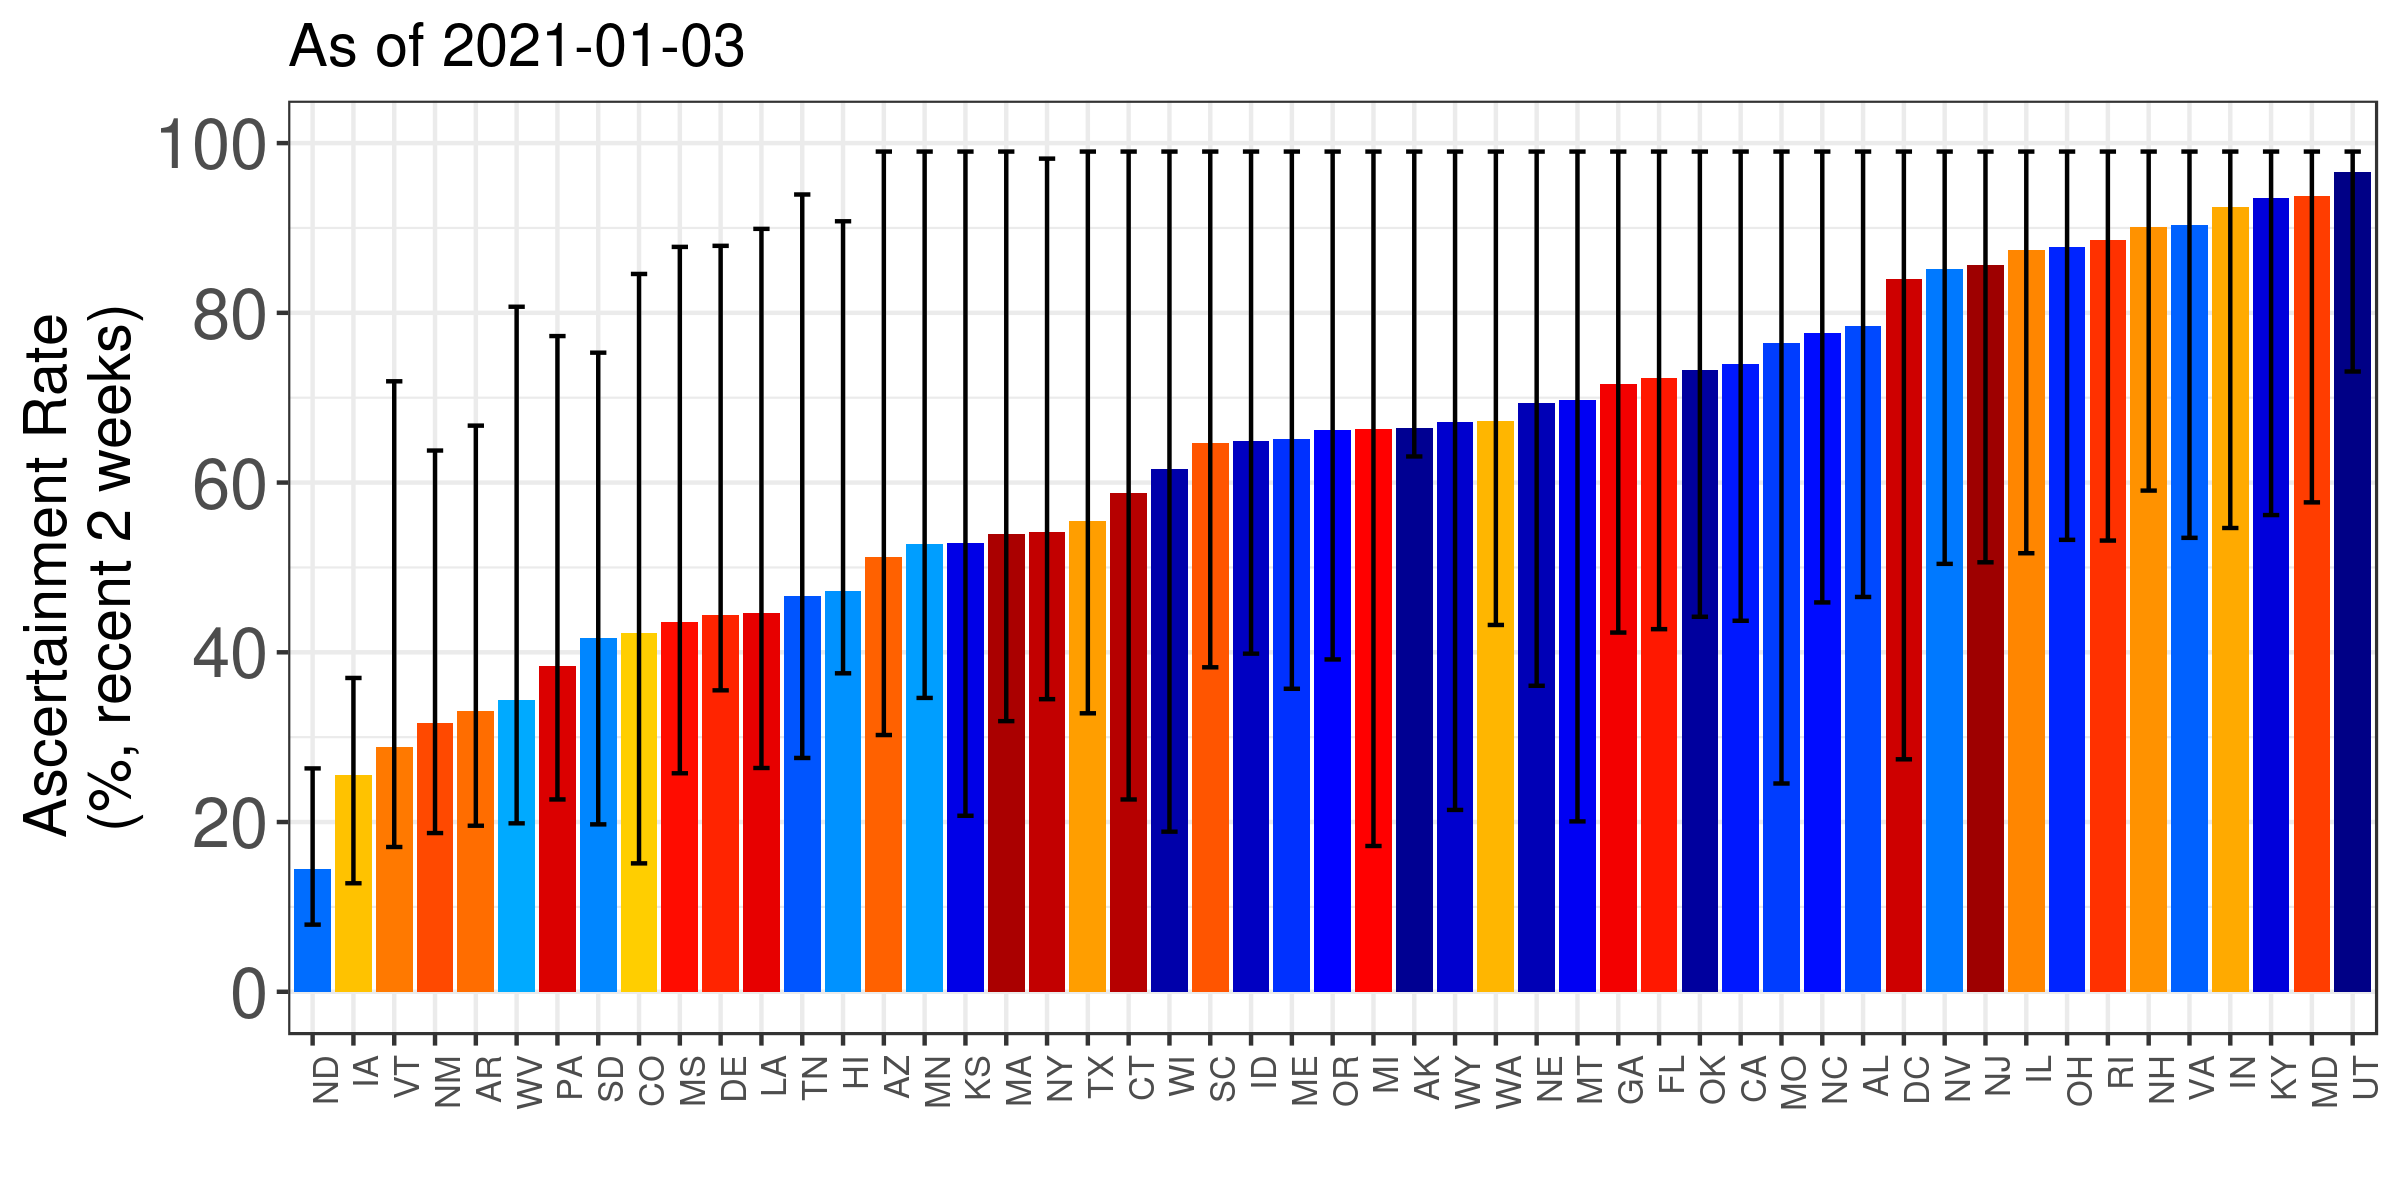 As of 2021-01-03
Ascertainment Rate
(%, recent 2 weeks)
100
80
60
40
20
0
ND IA VT NM AR WV PA SD CO MS DE LA TN HI AZ MN KS MA NY TX CT WI SC ID ME OR MI AK WY WA NE MT GA FL OK CA MO NC AL DC NV NJ IL OH RI NH VA IN KY MD UT